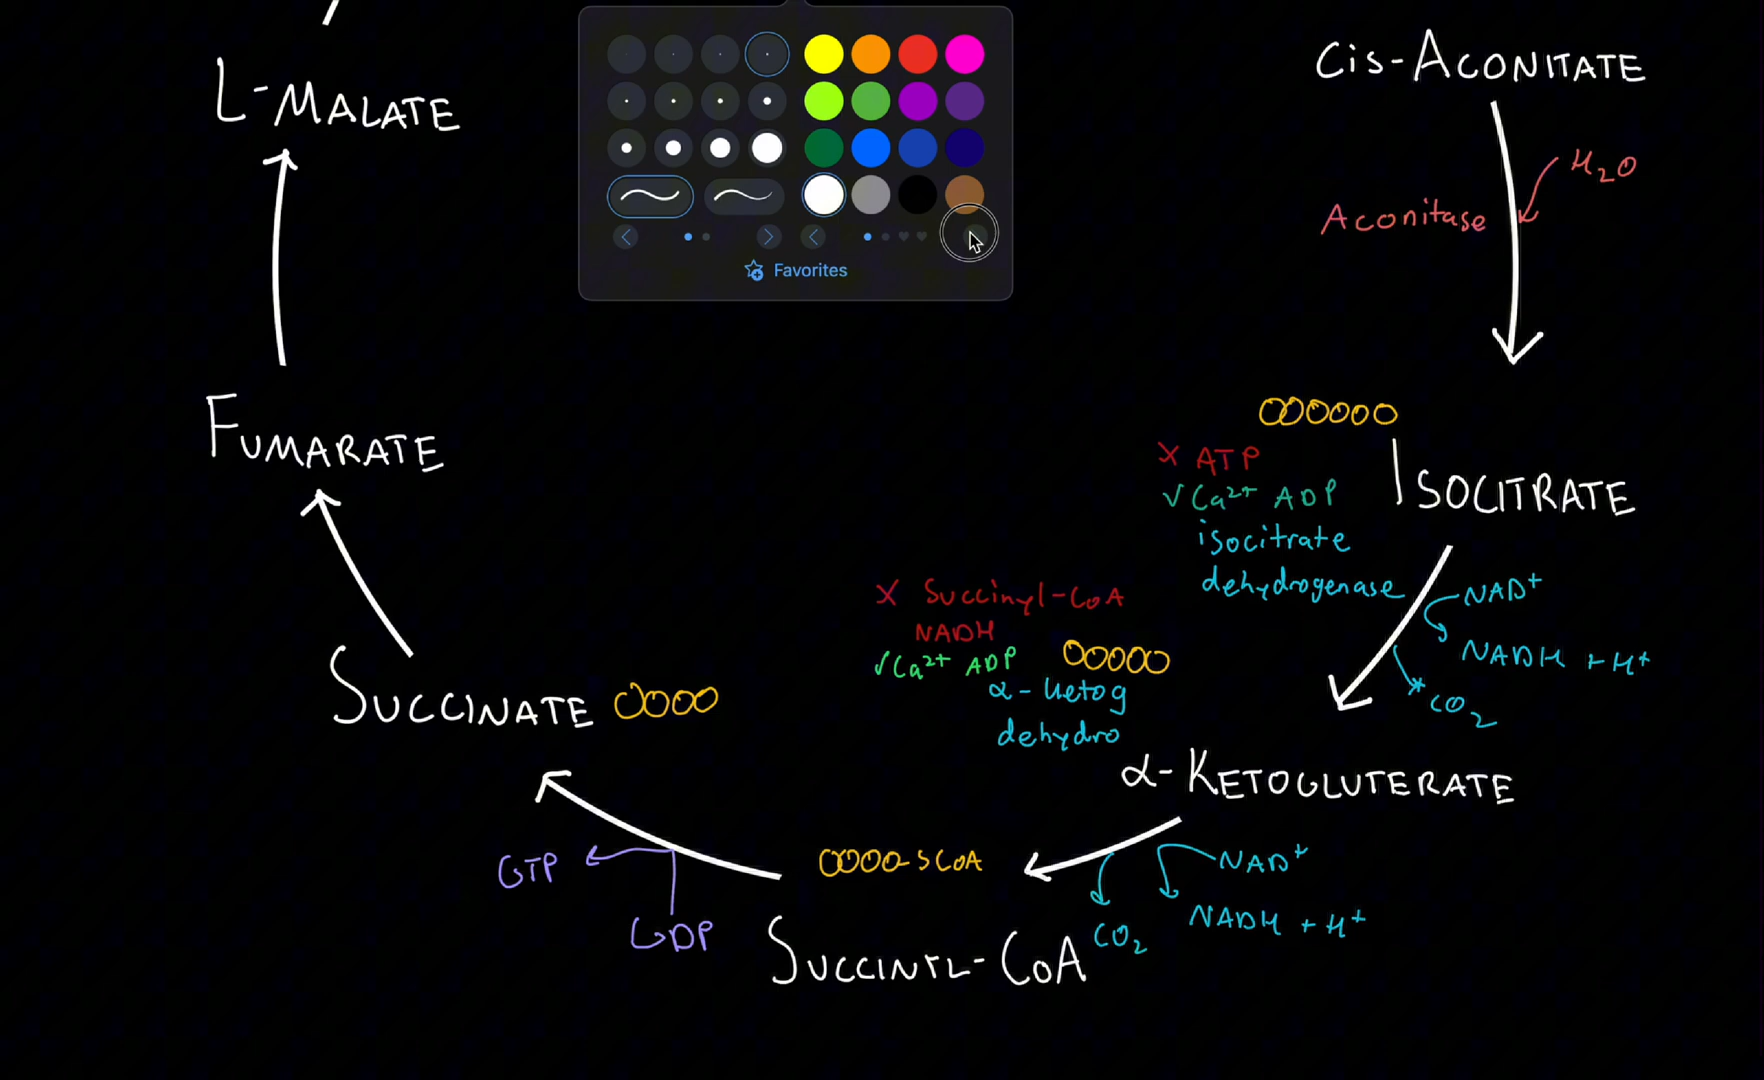 L-MALATE
Favorites
Cis-ACONITATE
H2O
Aconitase
FUMARATE
OOOOOO
X ATP
√ Ca2+ ADP
ISOCITRATE
isocitrate
dehydrogenase
NAD+
NADH + H+
CO2
X Succinyl-CoA
NADH
√ Ca2+ ADP
OOOOO
α-ketog
dehydro
SUCCINATE OOOO
α-KETOGLUTERATE
GTP
GDP
OOOO-SCoA
NAD+
NADH + H+
CO2
SUCCINYL-CoA